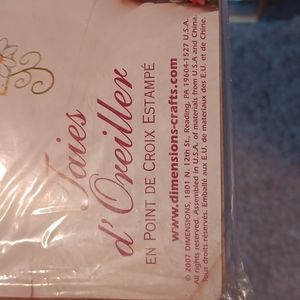 Taies
d'Oreiller
EN POINT DE CROIX ESTAMPÉ
www.dimensions-crafts.com
© 2007 DIMENSIONS, 1801 N. 12th St., Reading, PA 19604-1527 U.S.A.
All rights reserved. Assembled in U.S.A. of materials from U.S.A. and China.
Tous droits réservés. Emballé aux E.U. de matériaux des E.U. et de Chine.